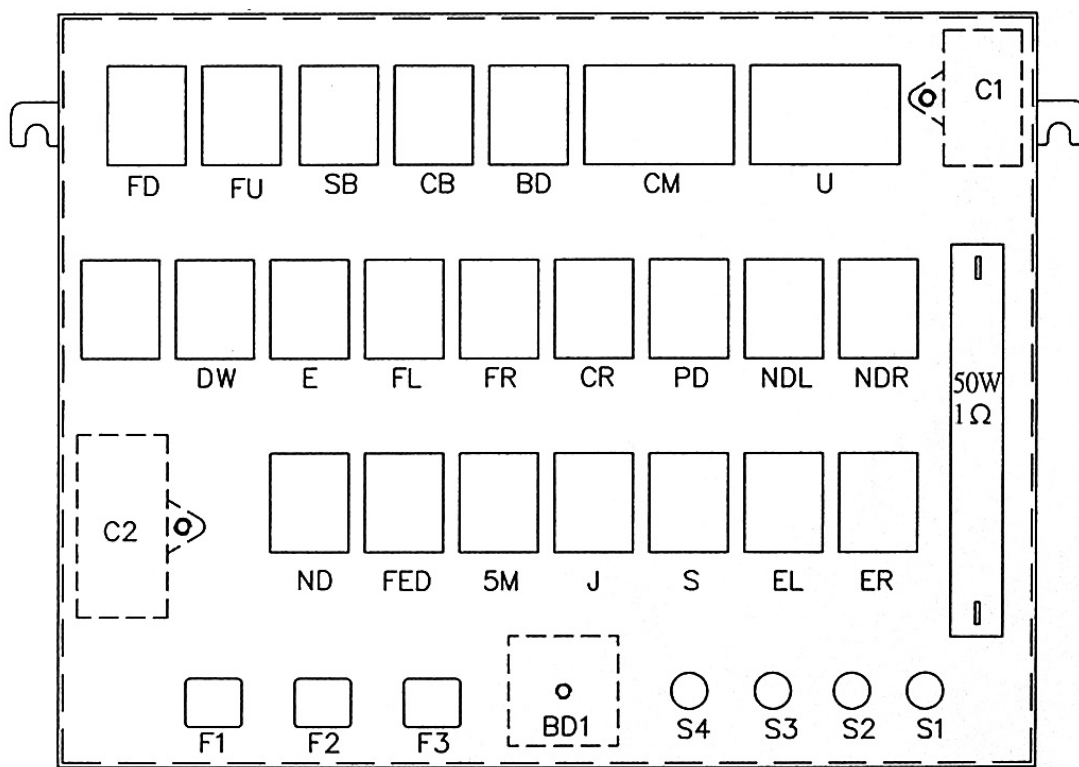 C1
FD FU SB CB BD CM U
DW E FL FR CR PD NDL NDR
50W
1Ω
C2
ND FED 5M J S EL ER
F1 F2 F3 BD1 S4 S3 S2 S1